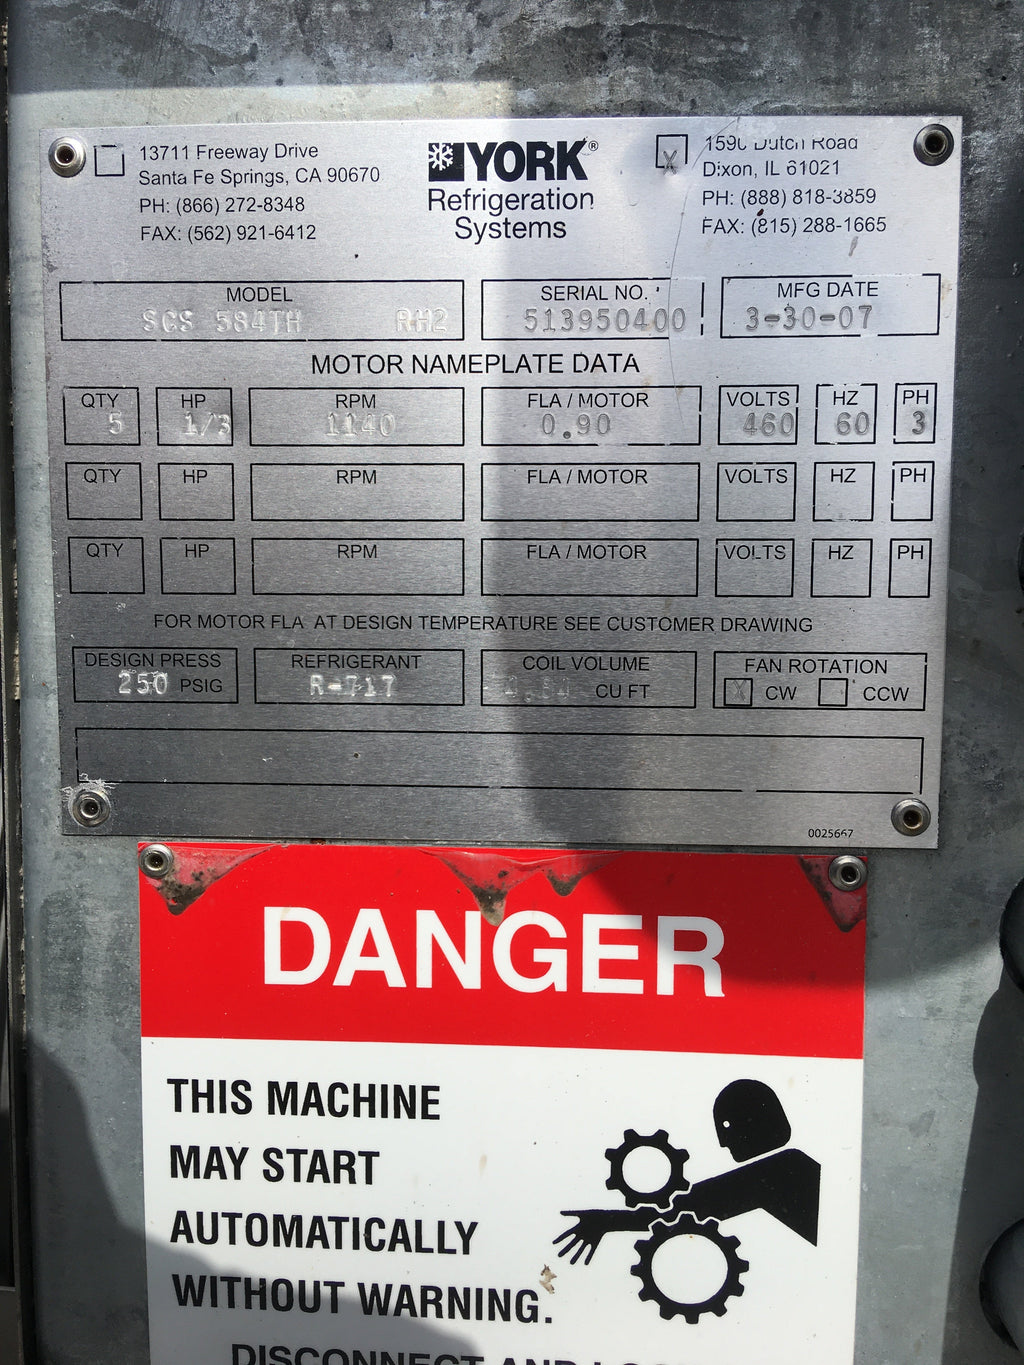 13711 Freeway Drive
Santa Fe Springs, CA 90670
PH: (866) 272-8348
FAX: (562) 921-6412
YORK®
Refrigeration
Systems
X
1590 Dutch Road
Dixon, IL 61021
PH: (888) 818-3859
FAX: (815) 288-1665
MODEL SERIAL NO. MFG DATE
SCS 584TH RH2 513950400 3-30-07
MOTOR NAMEPLATE DATA
QTY HP RPM FLA / MOTOR VOLTS HZ PH
5 1/3 1140 0.90 460 60 3
QTY HP RPM FLA / MOTOR VOLTS HZ PH
QTY HP RPM FLA / MOTOR VOLTS HZ PH
FOR MOTOR FLA AT DESIGN TEMPERATURE SEE CUSTOMER DRAWING
DESIGN PRESS REFRIGERANT COIL VOLUME FAN ROTATION
250 PSIG R-717 CU FT X CW CCW
0025667
DANGER
THIS MACHINE
MAY START
AUTOMATICALLY
WITHOUT WARNING.
DISCONNECT AND